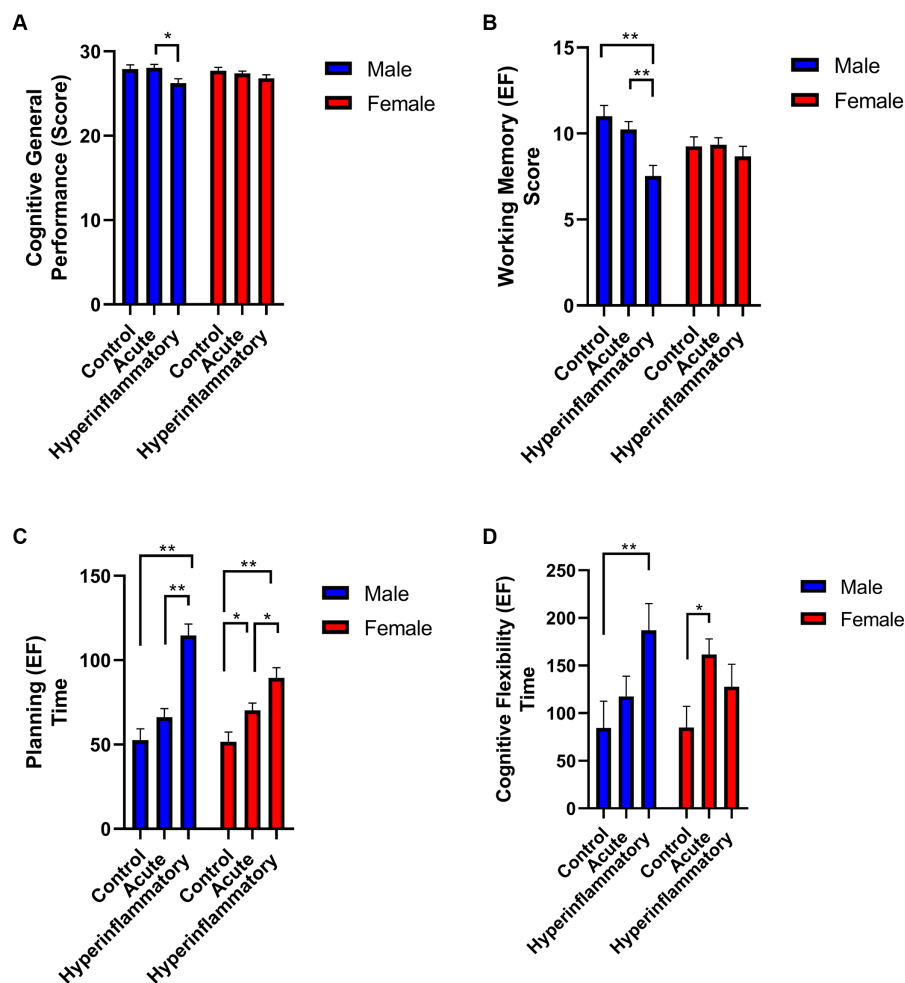 A
*
30
20
10
0
Cognitive General
Performance (Score)
Male
Female
Control
Acute
Hyperinflammatory
Control
Acute
Hyperinflammatory
B
**
**
15
10
5
0
Working Memory (EF)
Score
Male
Female
Control
Acute
Hyperinflammatory
Control
Acute
Hyperinflammatory
C
**
**
**
*
*
150
100
50
0
Planning (EF)
Time
Male
Female
Control
Acute
Hyperinflammatory
Control
Acute
Hyperinflammatory
D
**
*
250
200
150
100
50
0
Cognitive Flexibility (EF)
Time
Male
Female
Control
Acute
Hyperinflammatory
Control
Acute
Hyperinflammatory